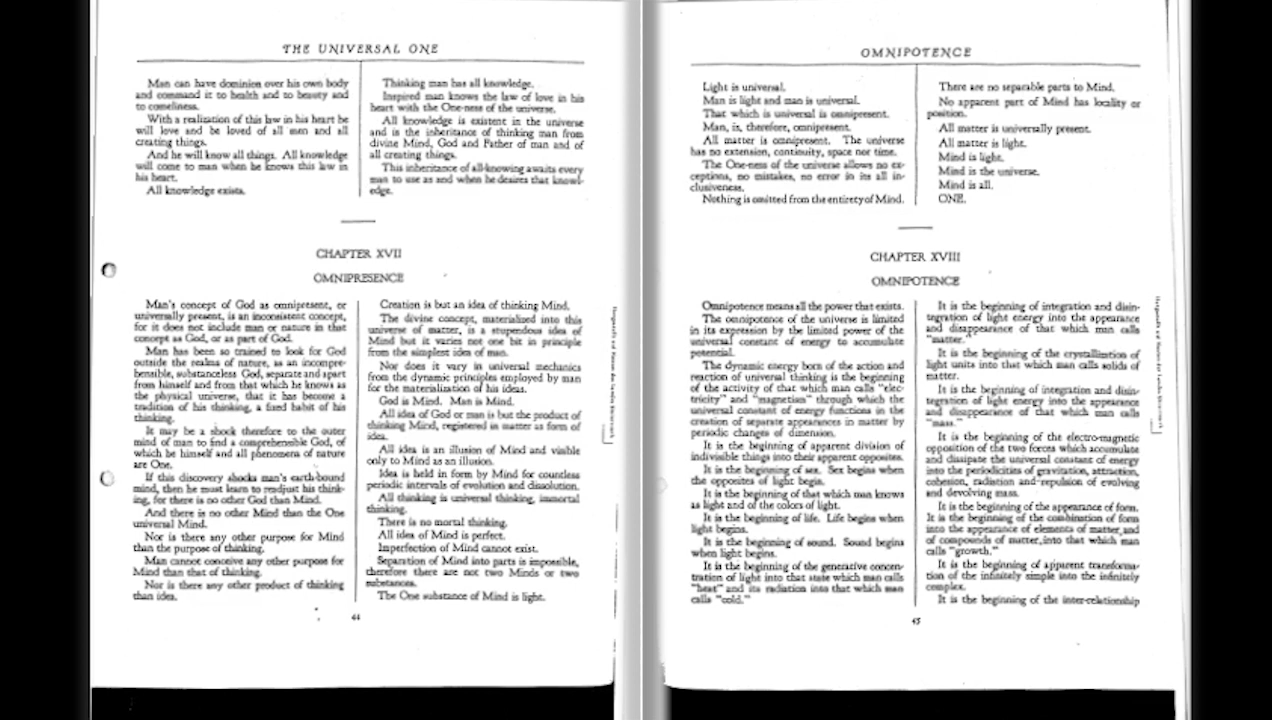 THE UNIVERSAL ONE
Man can have dominion over his own body
and command it to health and to beauty and
to comeliness.
With a realization of this law in his heart he
will love and be loved of all men and all
creating things.
And he will know all things. All knowledge
will come to man when he knows this law in
his heart.
All knowledge exists.
Thinking man has all knowledge.
Inspired man knows the law of love in his
heart with the One-ness of the universe.
All knowledge is existent in the universe
and is the inheritance of thinking man from
divine Mind, God and Father of man and of
all creating things.
This inheritance of all-knowing awaits every
man to use as and when he desires that knowl-
edge.
CHAPTER XVII
OMNIPRESENCE
Man's concept of God as omnipresent, or
universally present, is an inconsistent concept,
for it does not include man or nature in that
concept as God, or as part of God.
Man has been so trained to look for God
outside the realms of nature, as an incompre-
hensible, substanceless God, separate and apart
from himself and from that which he knows as
the physical universe, that it has become a
tradition of his thinking, a fixed habit of his
thinking.
It may be a shock therefore to the outer
mind of man to find a comprehensible God, of
which he himself and all phenomena of nature
are One.
If this discovery shocks man's earth-bound
mind, then he must learn to readjust his think-
ing, for there is no other God than Mind.
And there is no other Mind than the One
universal Mind.
Nor is there any other purpose for Mind
than the purpose of thinking.
Man cannot conceive any other purpose for
Mind than that of thinking.
Nor is there any other product of thinking
than idea.
Creation is but an idea of thinking Mind.
The divine concept, materialized into this
universe of matter, is a stupendous idea of
Mind but it varies not one bit in principle
from the simplest idea of man.
Nor does it vary in universal mechanics
from the dynamic principles employed by man
for the materialization of his ideas.
God is Mind. Man is Mind.
All idea of God or man is but the product of
thinking Mind, registered in matter as form of
idea.
All idea is an illusion of Mind and visible
only to Mind as an illusion.
Idea is held in form by Mind for countless
periodic intervals of evolution and dissolution.
All thinking is universal thinking, immortal
thinking.
There is no mortal thinking.
All idea of Mind is perfect.
Imperfection of Mind cannot exist.
Separation of Mind into parts is impossible,
therefore there are not two Minds or two
substances.
The One substance of Mind is light.
44
OMNIPOTENCE
Light is universal.
Man is light and man is universal.
That which is universal is omnipresent.
Man, is, therefore, omnipresent.
All matter is omnipresent. The universe
has no extension, continuity, space nor time.
The One-ness of the universe allows no ex-
ceptions, no mistakes, no error in its all in-
clusiveness.
Nothing is omitted from the entirety of Mind.
There are no separable parts to Mind.
No apparent part of Mind has locality or
position.
All matter is universally present.
All matter is light.
Mind is light.
Mind is the universe.
Mind is all.
ONE.
CHAPTER XVIII
OMNIPOTENCE
Omnipotence means all the power that exists.
The omnipotence of the universe is limited
in its expression by the limited power of the
universal constant of energy to accumulate
potential.
The dynamic energy born of the action and
reaction of universal thinking is the beginning
of the activity of that which man calls "elec-
tricity" and "magnetism" through which the
universal constant of energy functions in the
creation of separate appearances in matter by
periodic changes of dimension.
It is the beginning of apparent division of
indivisible things into their apparent opposites.
It is the beginning of sex. Sex begins when
the opposites of light begin.
It is the beginning of that which man knows
as light and of the colors of light.
It is the beginning of life. Life begins when
light begins.
It is the beginning of sound. Sound begins
when light begins.
It is the beginning of the generative concen-
tration of light into that state which man calls
"heat" and its radiation into that which man
calls "cold."
It is the beginning of integration and disin-
tegration of light energy into the appearance
and disappearance of that which man calls
"matter."
It is the beginning of the crystallization of
light units into that which man calls solids of
matter.
It is the beginning of integration and disin-
tegration of light energy into the appearance
and disappearance of that which man calls
"mass."
It is the beginning of the electro-magnetic
opposition of the two forces which accumulate
and dissipate the universal constant of energy
into the periodicities of gravitation, attraction,
cohesion, radiation and repulsion of evolving
and devolving mass.
It is the beginning of the appearance of form.
It is the beginning of the combination of form
into the appearance of elements of matter, and
of compounds of matter, into that which man
calls "growth."
It is the beginning of apparent transforma-
tion of the infinitely simple into the infinitely
complex.
It is the beginning of the inter-relationship
45